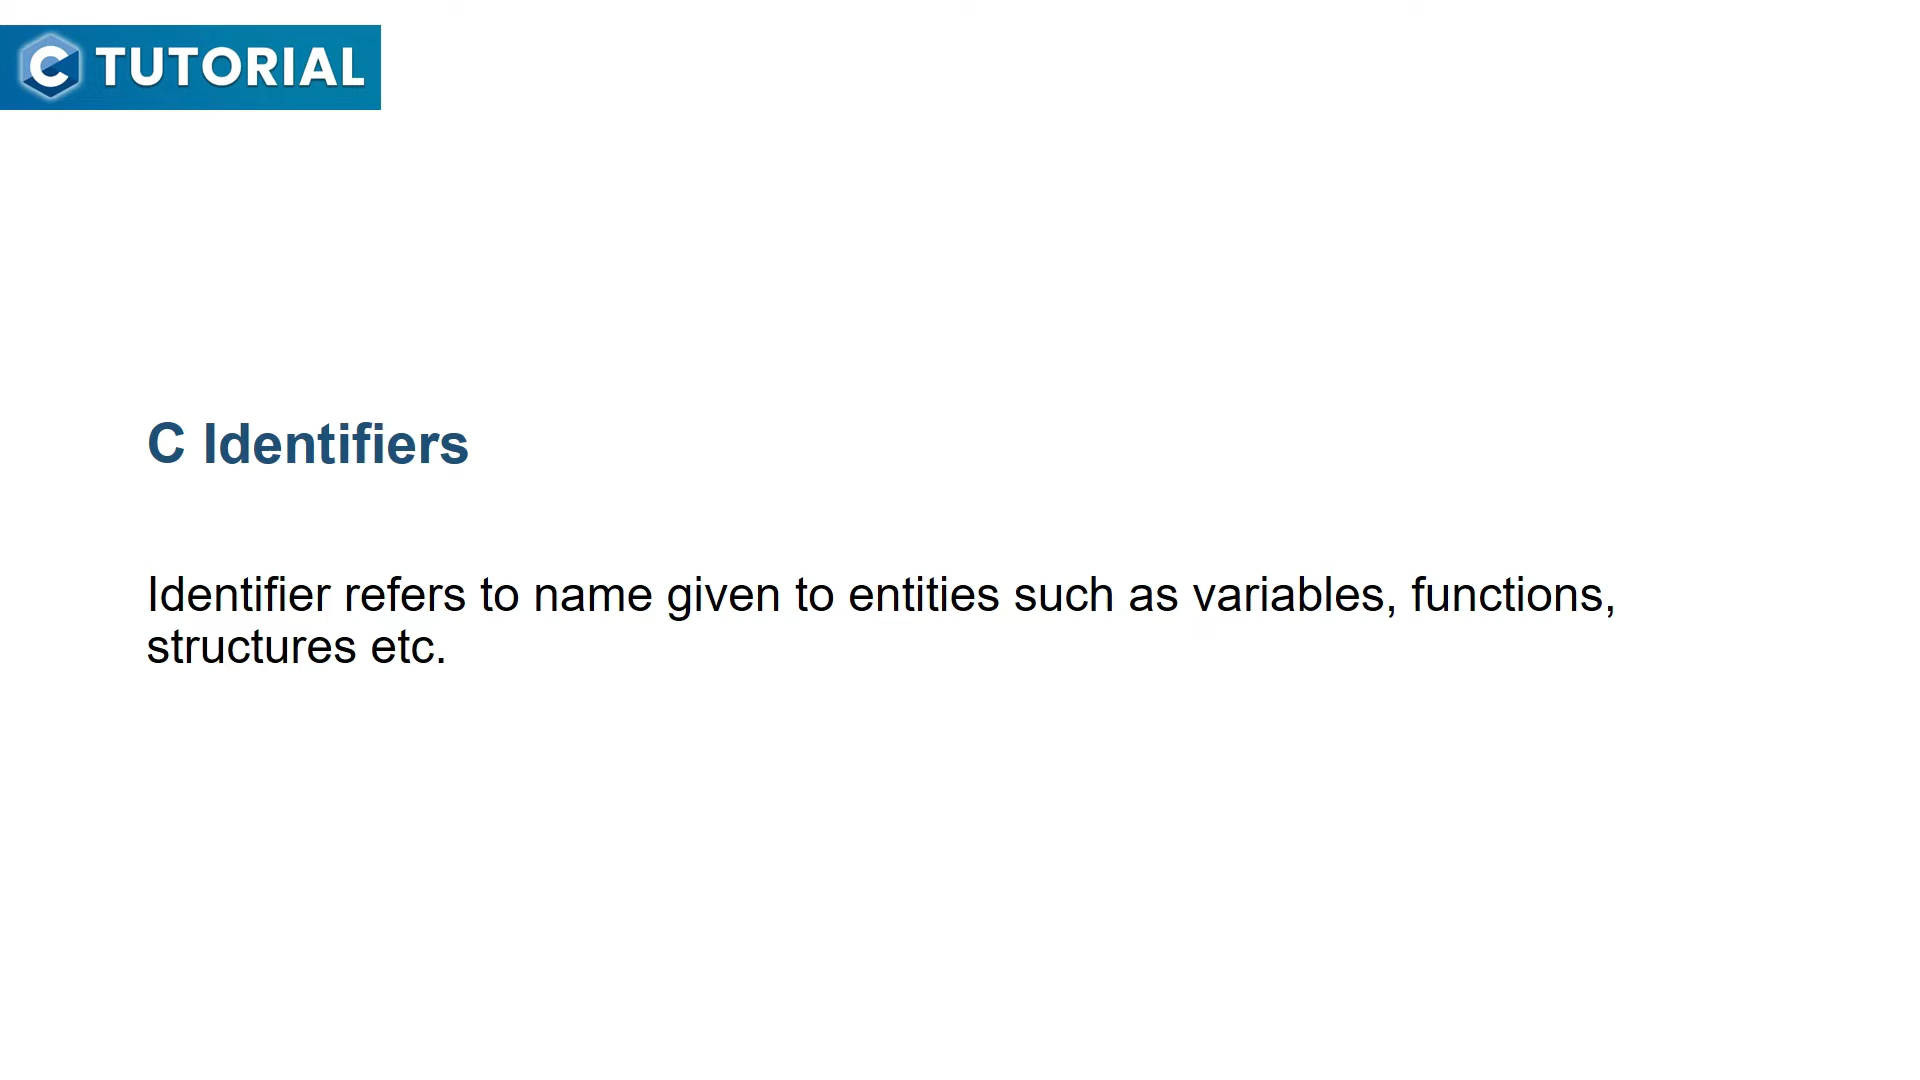 C TUTORIAL
C Identifiers
Identifier refers to name given to entities such as variables, functions,
structures etc.